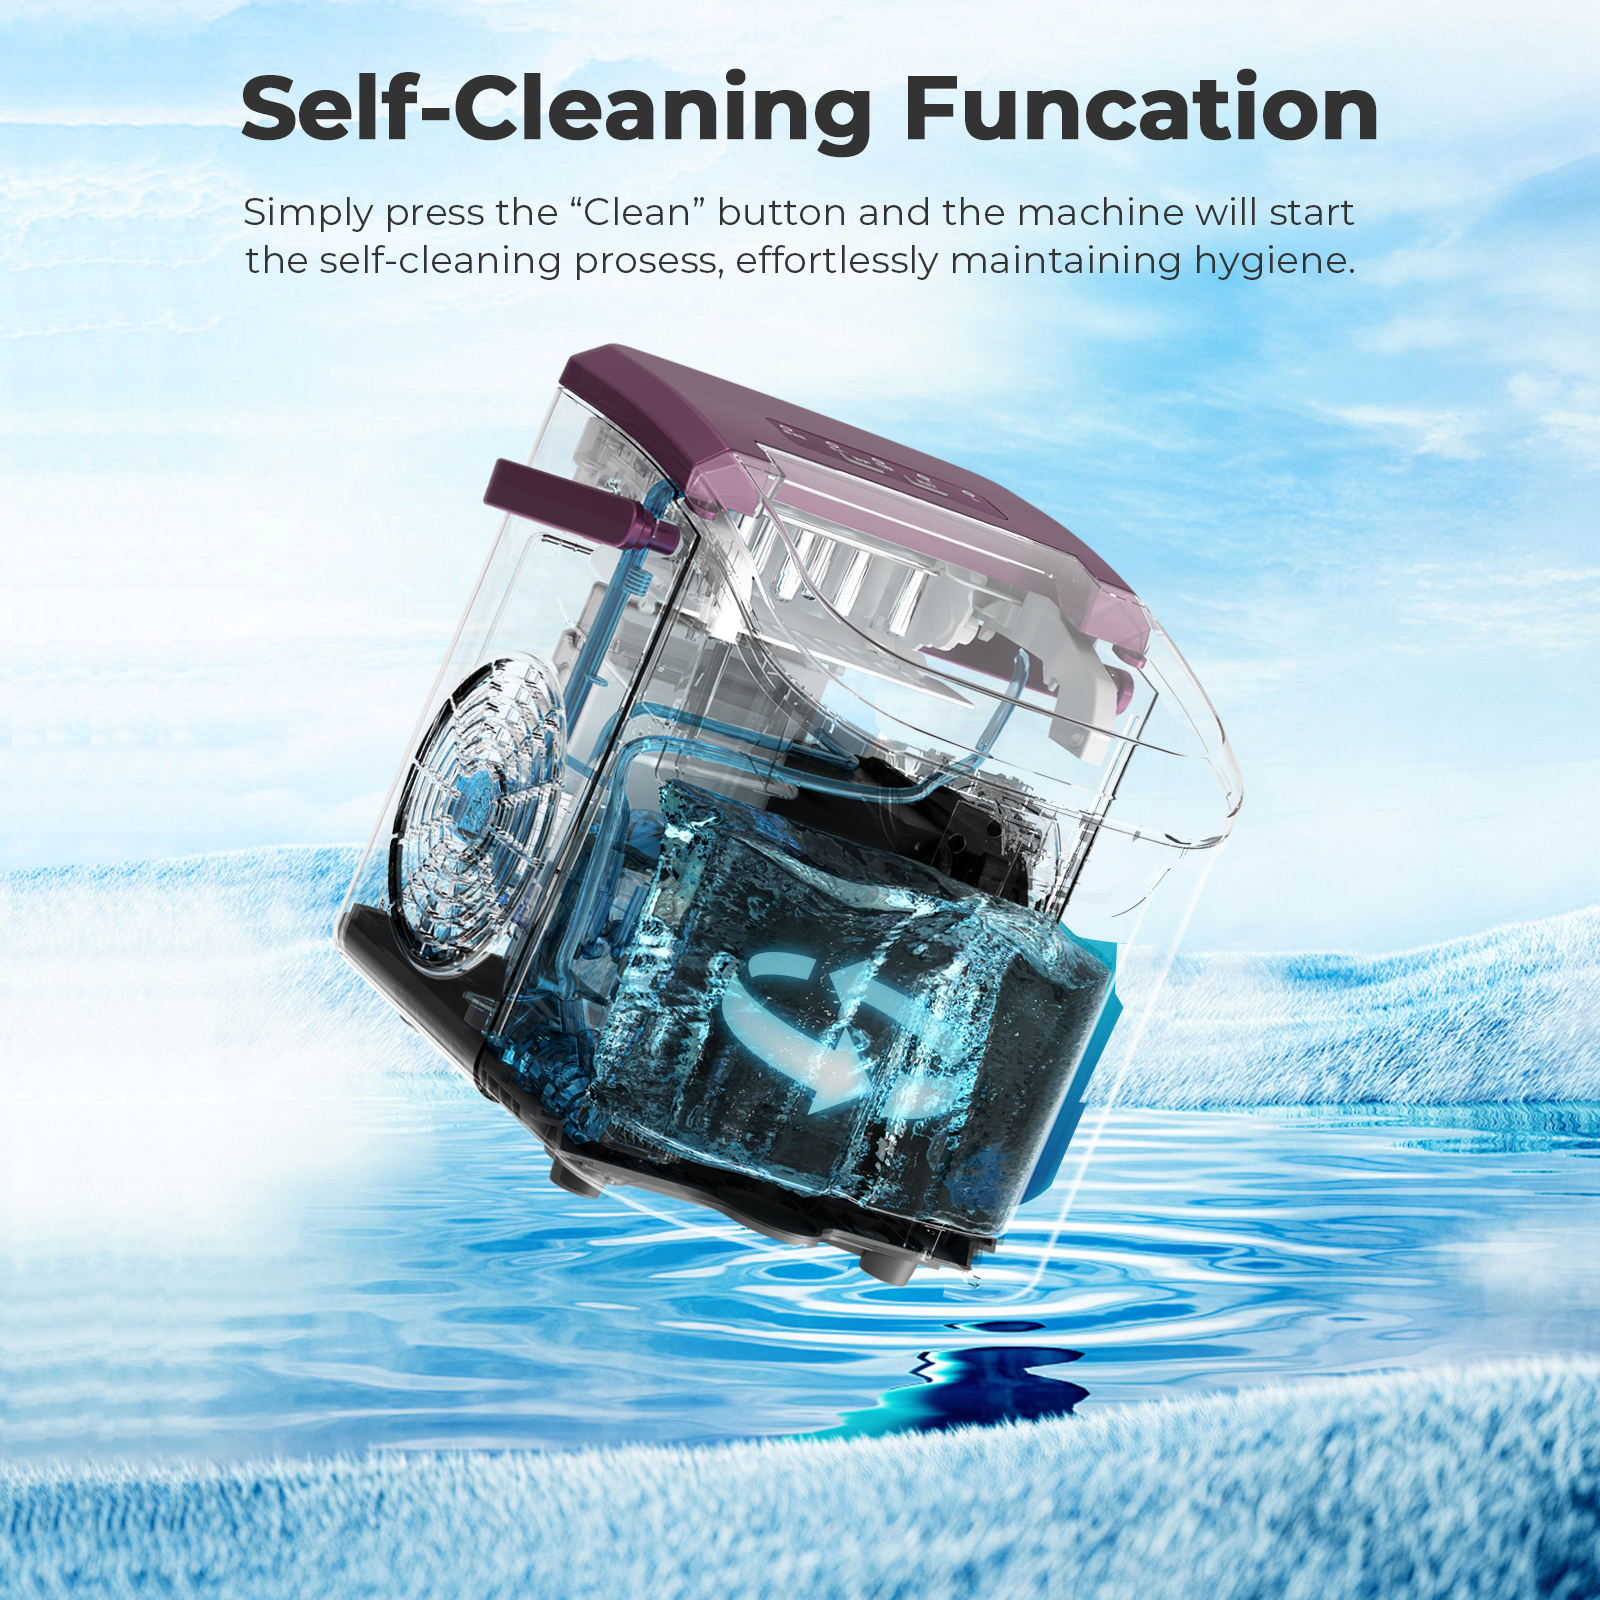 Self-Cleaning Funcation
Simply press the “Clean” button and the machine will start
the self-cleaning prosess, effortlessly maintaining hygiene.